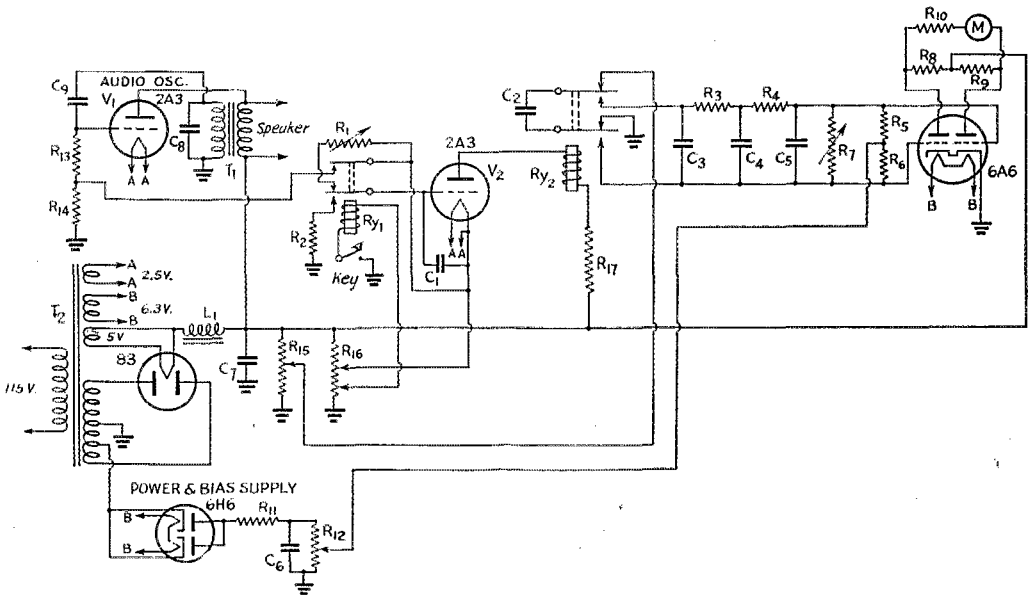 R10
M
AUDIO OSC.
C9
V1
2A3
R8
R9
C8
T1
Speaker
R1
2A3
V2
C2
R3
R4
R13
C3
C4
C5
R7
R5
R6
6A6
A A
Ry2
B
B
R14
R2
Ry1
A A
C1
Key
R17
A
2.5V.
A
B
6.3V.
B
T2
5V
L1
83
C7
R15
R16
115V.
POWER & BIAS SUPPLY
6H6
R11
B
B
R12
C6